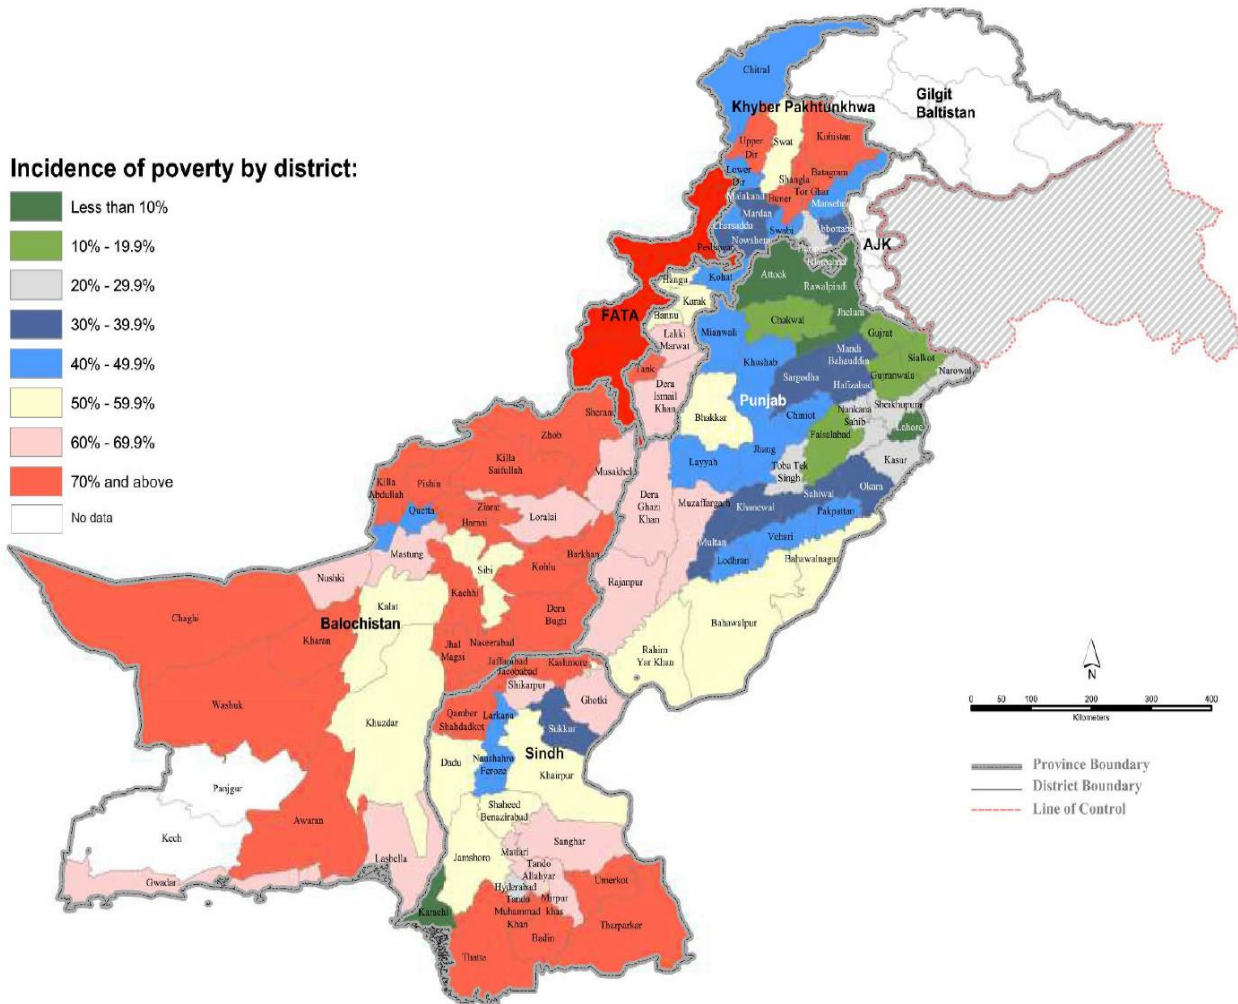 Incidence of poverty by district:
Less than 10%
10% - 19.9%
20% - 29.9%
30% - 39.9%
40% - 49.9%
50% - 59.9%
60% - 69.9%
70% and above
No data
Chitral
Khyber Pakhtunkhwa
Gilgit
Baltistan
Upper
Dir
Swat
Kohistan
Lower
Dir
Shangla
Batagram
Tor Ghar
Malakand
Buner
Mansehra
Mardan
Charsadda
Swabi
Abbottabad
Nowshera
Peshawar
AJK
Attock
Rawalpindi
Hangu
Kohat
Karak
FATA
Bannu
Mianwali
Chakwal
Jhelam
Gujrat
Lakki
Marwat
Sialkot
Khushab
Mandi
Bahauddin
Tank
Dera
Ismail
Khan
Sargodha
Hafizabad
Gujranwala
Narowal
Sherani
Bhakkar
Punjab
Chiniot
Nankana
Sahib
Sheikhupura
Lahore
Faisalabad
Zhob
Killa
Saifullah
Musakhel
Layyah
Jhang
Toba Tek
Singh
Kasur
Killa
Abdullah
Pishin
Ziarat
Dera
Ghazi
Khan
Muzaffargarh
Okara
Sahiwal
Quetta
Harnai
Loralai
Khanewal
Pakpattan
Mastung
Multan
Vehari
Lodhran
Bahawalnagar
Nushki
Sibi
Kohlu
Barkhan
Rajanpur
Kalat
Kachhi
Chaghi
Kharan
Balochistan
Dera
Bugti
Bahawalpur
Jhal
Magsi
Naseerabad
Rahim
Yar Khan
Jaffarabad
Jacobabad
Kashmore
Shikarpur
Ghotki
Washuk
Khuzdar
Qamber
Shahdadkot
Larkana
Sukkur
Sindh
Dadu
Naushahro
Feroze
Khairpur
Panjgur
Shaheed
Benazirabad
Awaran
Kech
Sanghar
Lasbella
Jamshoro
Matiari
Tando
Allahyar
Gwadar
Hyderabad
Umerkot
Karachi
Tando
Muhammad
Khan
Mirpur
khas
Badin
Tharparkar
Thatta
N
0 50 100 200 300 400
Kilometers
Province Boundary
District Boundary
Line of Control